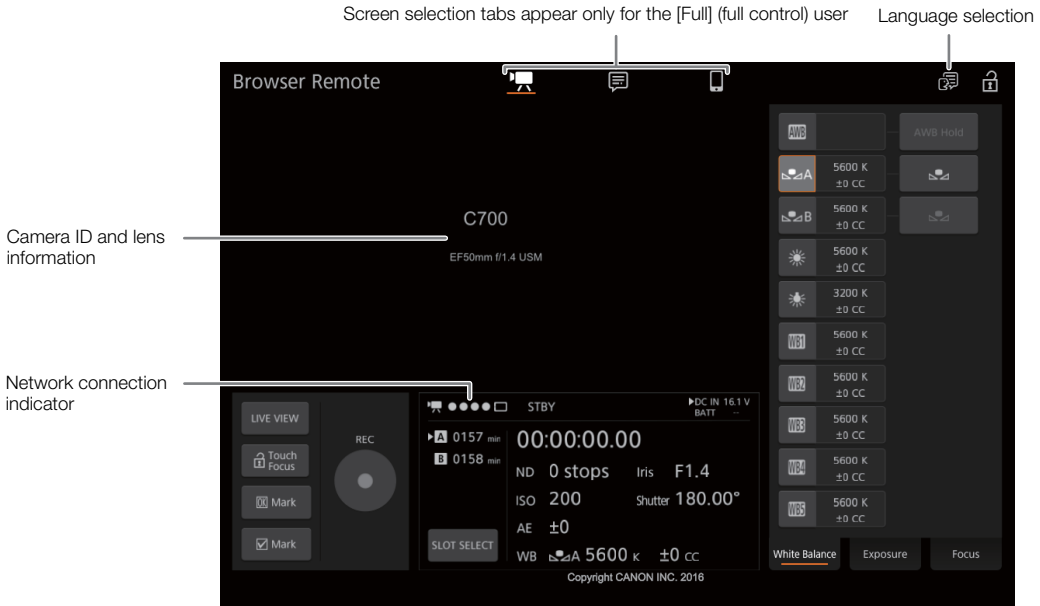 Screen selection tabs appear only for the [Full] (full control) user
Language selection
Browser Remote
Camera ID and lens
information
C700
EF50mm f/1.4 USM
Network connection
indicator
AWB
AWB Hold
A 5600 K
±0 CC
B 5600 K
±0 CC
5600 K
±0 CC
3200 K
±0 CC
WB1 5600 K
±0 CC
WB2 5600 K
±0 CC
WB3 5600 K
±0 CC
WB4 5600 K
±0 CC
WB5 5600 K
±0 CC
White Balance
Exposure
Focus
LIVE VIEW
Touch
Focus
OK Mark
Mark
REC
STBY
DC IN 16.1 V
BATT --
A 0157 min
B 0158 min
SLOT SELECT
00:00:00.00
ND 0 stops Iris F1.4
ISO 200 Shutter 180.00°
AE ±0
WB A 5600 K ±0 CC
Copyright CANON INC. 2016